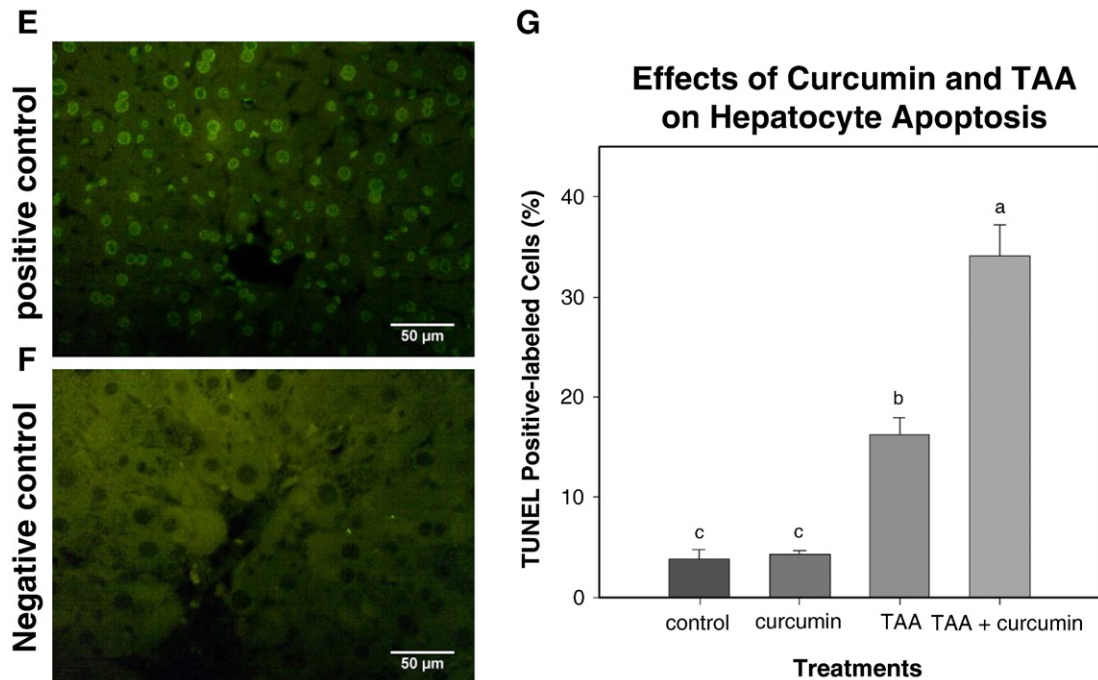 E
positive control
50 µm
F
Negative control
50 µm
G
Effects of Curcumin and TAA
on Hepatocyte Apoptosis
TUNEL Positive-labeled Cells (%)
40
30
20
10
0
c
c
b
a
control curcumin TAA TAA + curcumin
Treatments